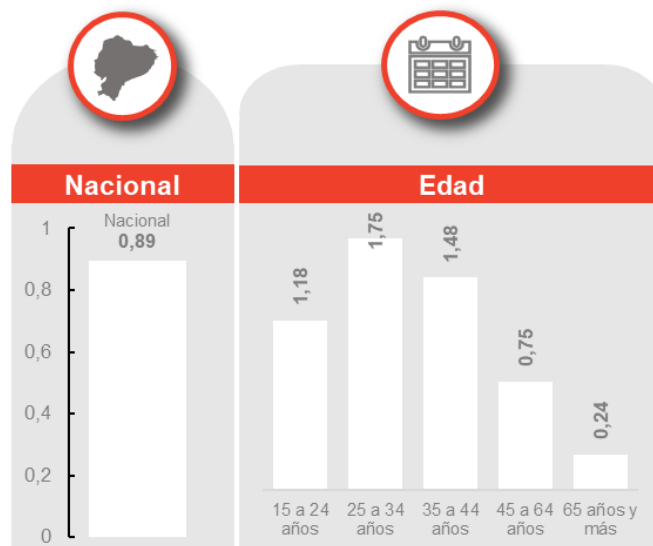 Nacional
Nacional
0,89
1
0,8
0,6
0,4
0,2
0
Edad
1,18
1,75
1,48
0,75
0,24
15 a 24
años
25 a 34
años
35 a 44
años
45 a 64
años
65 años y
más